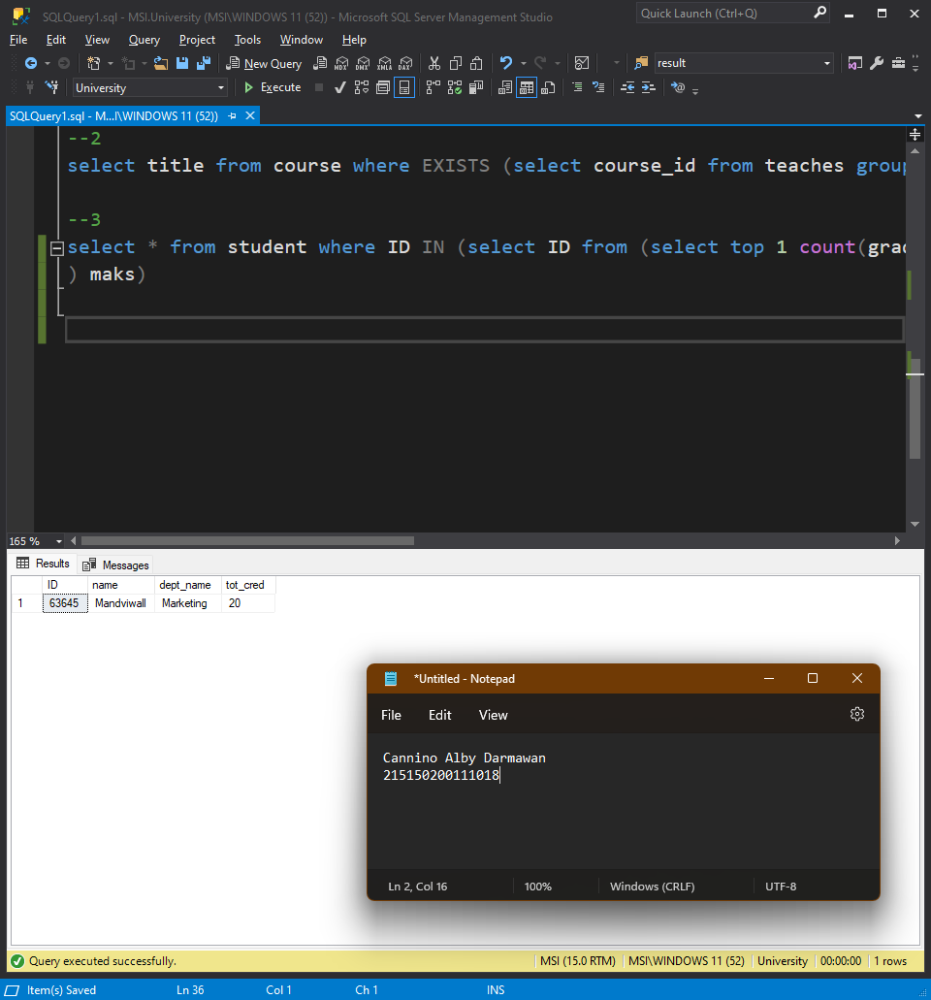 SQLQuery1.sql - MSI.University (MSI\WINDOWS 11 (52)) - Microsoft SQL Server Management Studio
Quick Launch (Ctrl+Q)
File Edit View Query Project Tools Window Help
New Query MDX DMX XMLA DAX result
University Execute
SQLQuery1.sql - M...I\WINDOWS 11 (52))
--2
select title from course where EXISTS (select course_id from teaches group
--3
select * from student where ID IN (select ID from (select top 1 count(grad
) maks)
165 %
Results Messages
ID name dept_name tot_cred
1 63645 Mandviwall Marketing 20
*Untitled - Notepad
File Edit View
Cannino Alby Darmawan
215150200111018
Ln 2, Col 16 100% Windows (CRLF) UTF-8
Query executed successfully. MSI (15.0 RTM) MSI\WINDOWS 11 (52) University 00:00:00 1 rows
Item(s) Saved Ln 36 Col 1 Ch 1 INS